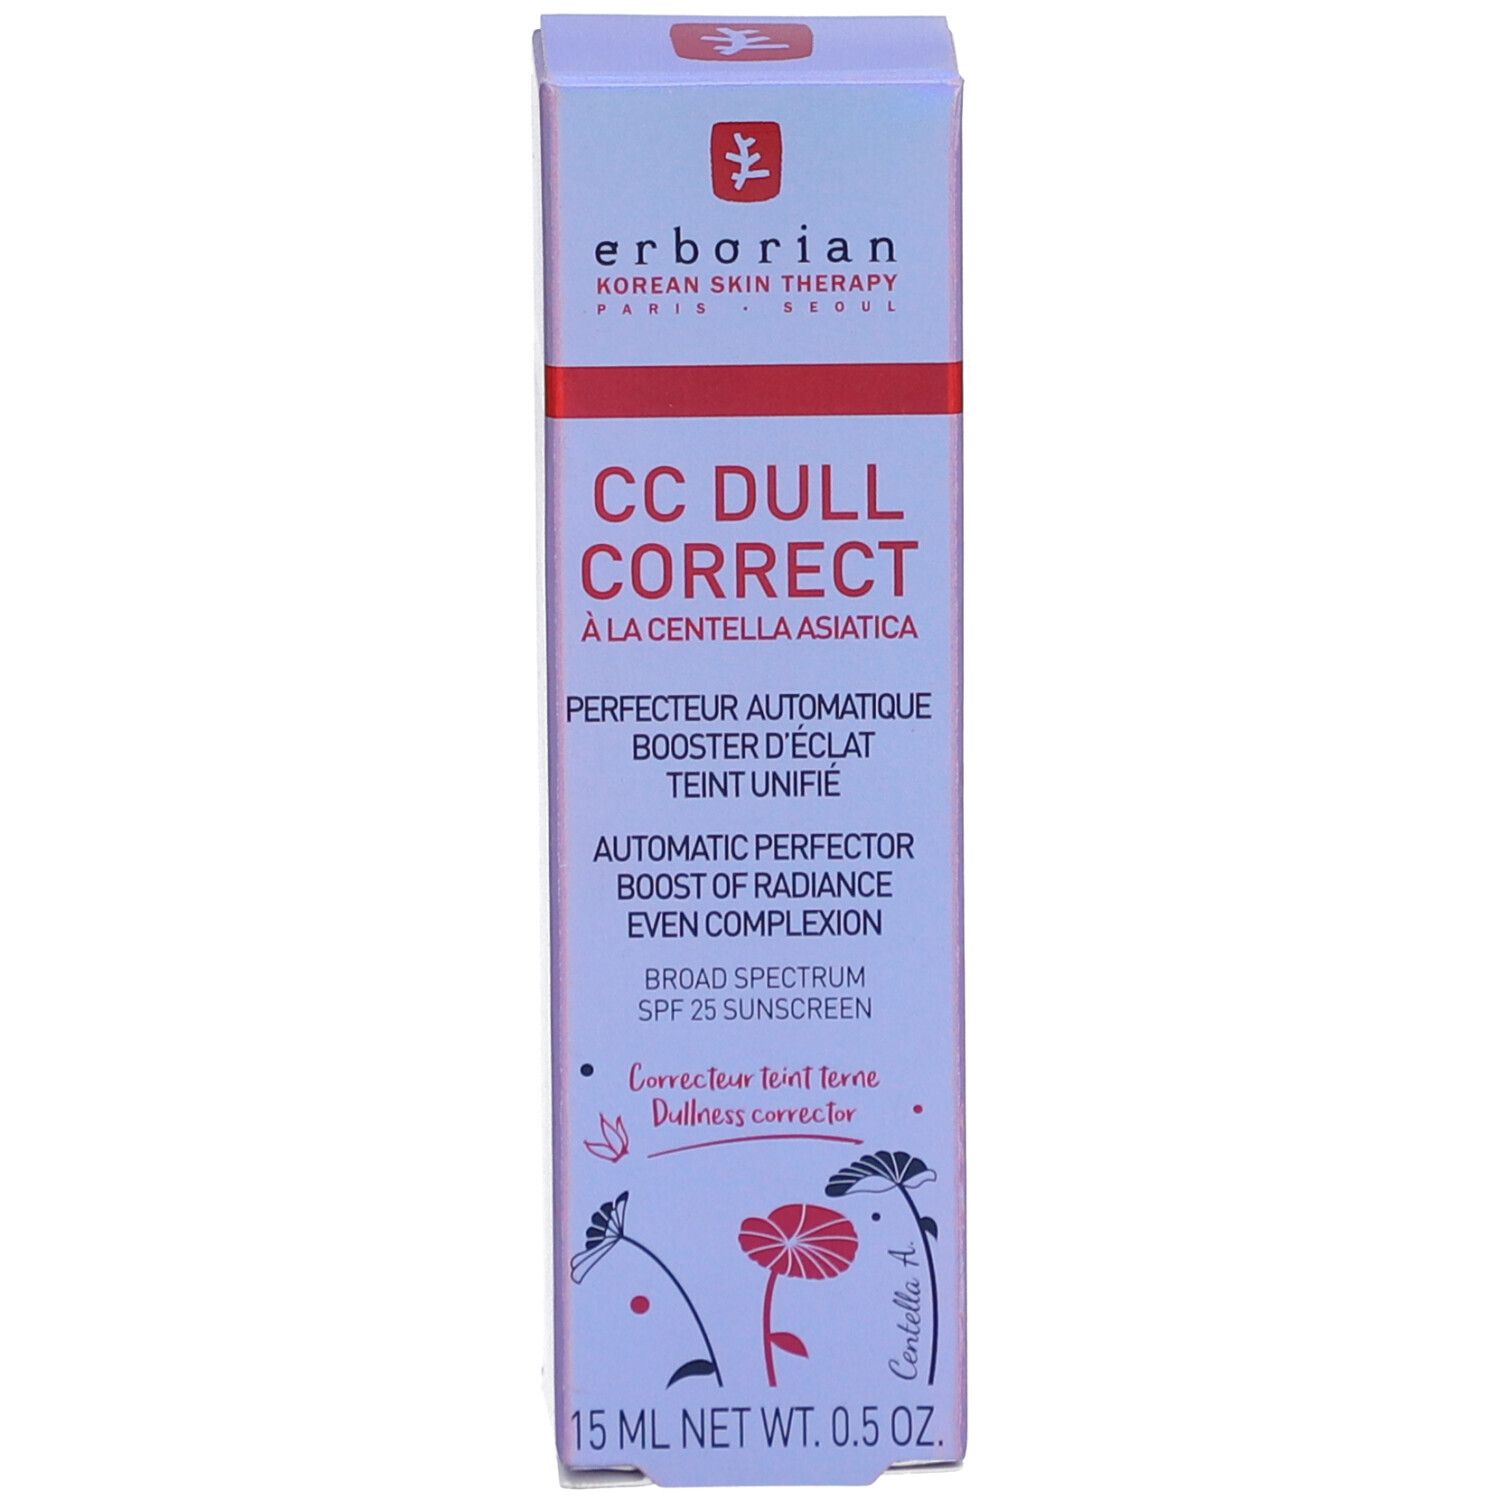 erborian
KOREAN SKIN THERAPY
PARIS · SEOUL
CC DULL
CORRECT
À LA CENTELLA ASIATICA
PERFECTEUR AUTOMATIQUE
BOOSTER D'ÉCLAT
TEINT UNIFIÉ
AUTOMATIC PERFECTOR
BOOST OF RADIANCE
EVEN COMPLEXION
BROAD SPECTRUM
SPF 25 SUNSCREEN
Correcteur teint terne
Dullness corrector
Centella A.
15 ML NET WT. 0.5 OZ.